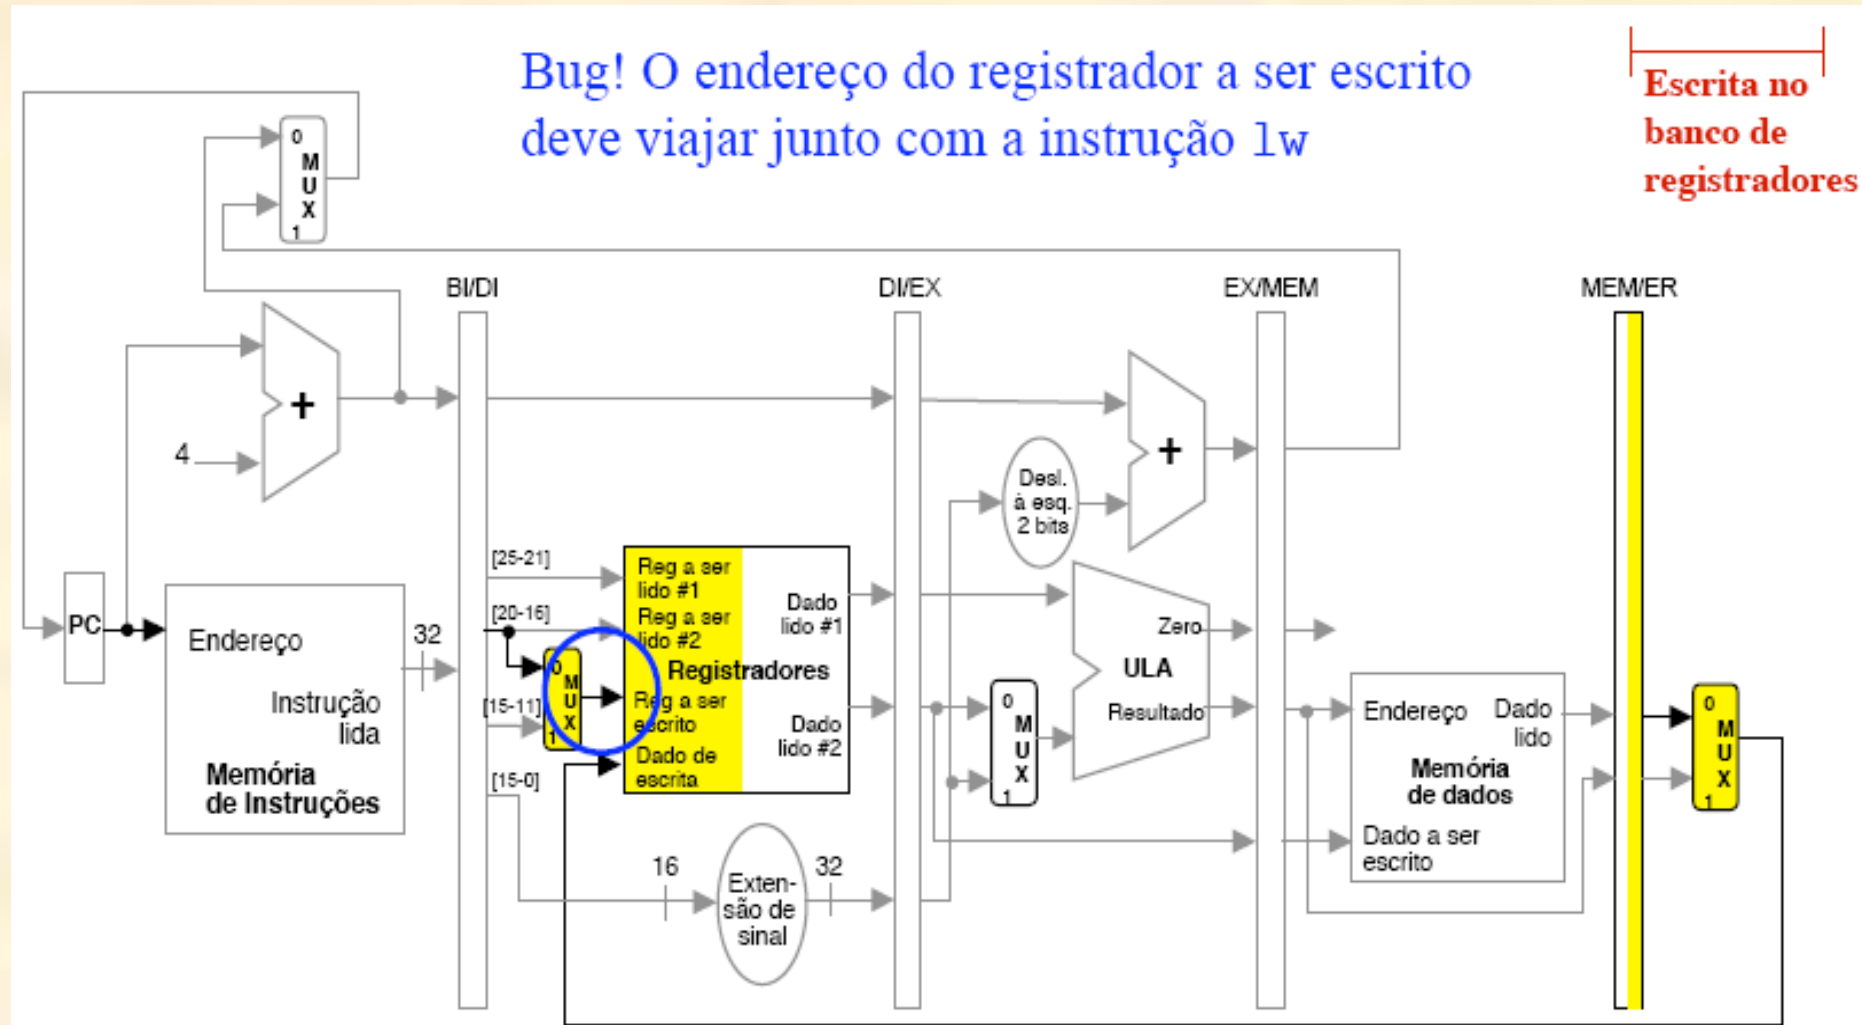 Bug! O endereço do registrador a ser escrito
deve viajar junto com a instrução lw
Escrita no
banco de
registradores
0
M
U
X
1
BI/DI
DI/EX
EX/MEM
MEM/ER
+
4
+
Desl.
à esq.
2 bits
[25-21]
[20-16]
[15-11]
[15-0]
PC
Endereço
Instrução
lida
Memória
de Instruções
32
0
M
U
X
1
Reg a ser
lido #1
Reg a ser
lido #2
Registradores
Reg a ser
escrito
Dado de
escrita
Dado
lido #1
Dado
lido #2
16
Exten-
são de
sinal
32
0
M
U
X
1
Zero
ULA
Resultado
Endereço
Dado
lido
Memória
de dados
Dado a ser
escrito
0
M
U
X
1